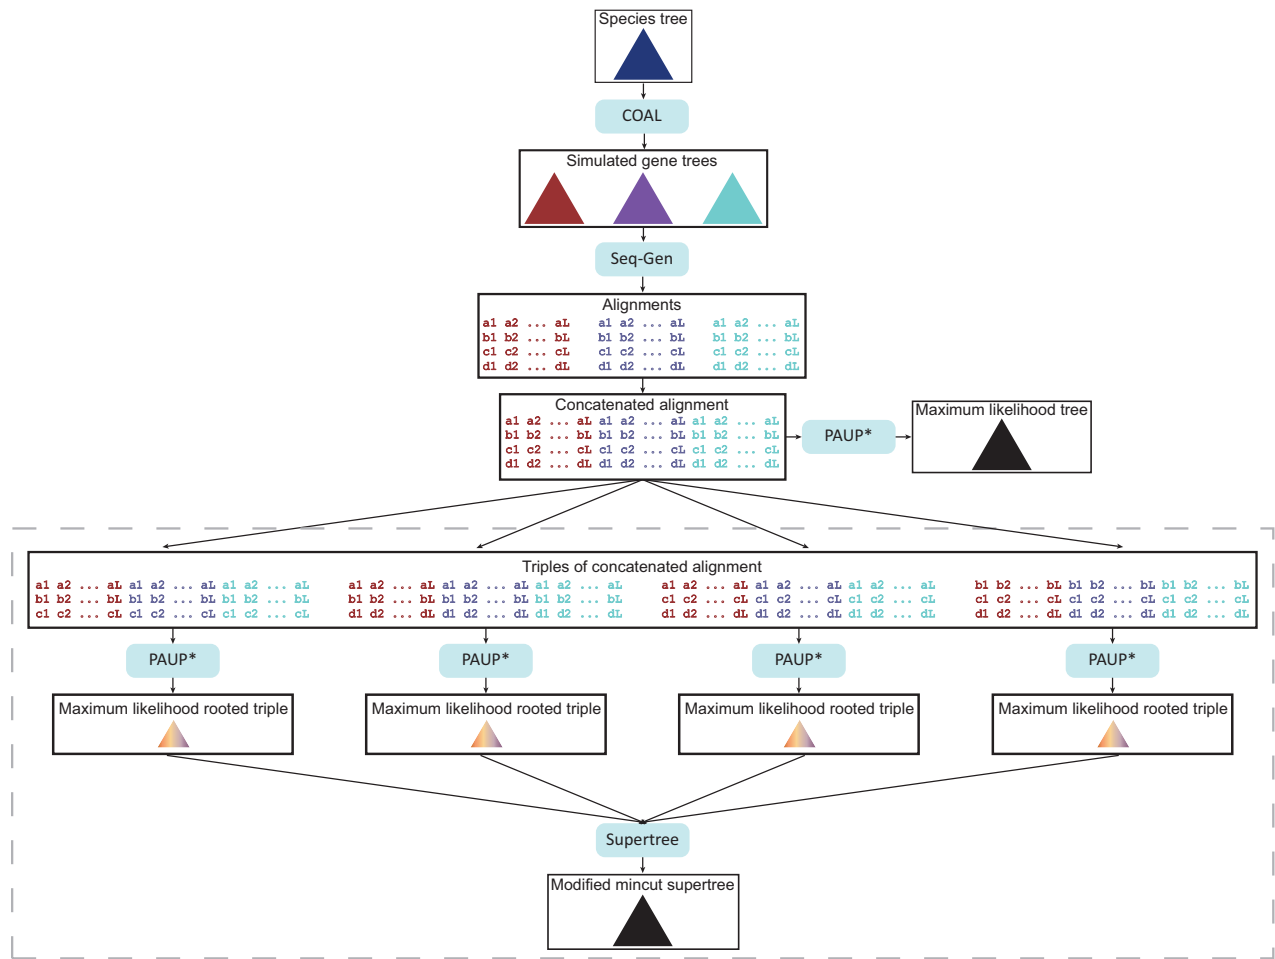 Species tree
COAL
Simulated gene trees
Seq-Gen
Alignments
a1 a2 ... aL a1 a2 ... aL a1 a2 ... aL
b1 b2 ... bL b1 b2 ... bL b1 b2 ... bL
c1 c2 ... cL c1 c2 ... cL c1 c2 ... cL
d1 d2 ... dL d1 d2 ... dL d1 d2 ... dL
Concatenated alignment
a1 a2 ... aL a1 a2 ... aL a1 a2 ... aL
b1 b2 ... bL b1 b2 ... bL b1 b2 ... bL
c1 c2 ... cL c1 c2 ... cL c1 c2 ... cL
d1 d2 ... dL d1 d2 ... dL d1 d2 ... dL
PAUP*
Maximum likelihood tree
Triples of concatenated alignment
a1 a2 ... aL a1 a2 ... aL a1 a2 ... aL
b1 b2 ... bL b1 b2 ... bL b1 b2 ... bL
c1 c2 ... cL c1 c2 ... cL c1 c2 ... cL
a1 a2 ... aL a1 a2 ... aL a1 a2 ... aL
b1 b2 ... bL b1 b2 ... bL b1 b2 ... bL
d1 d2 ... dL d1 d2 ... dL d1 d2 ... dL
a1 a2 ... aL a1 a2 ... aL a1 a2 ... aL
c1 c2 ... cL c1 c2 ... cL c1 c2 ... cL
d1 d2 ... dL d1 d2 ... dL d1 d2 ... dL
b1 b2 ... bL b1 b2 ... bL b1 b2 ... bL
c1 c2 ... cL c1 c2 ... cL c1 c2 ... cL
d1 d2 ... dL d1 d2 ... dL d1 d2 ... dL
PAUP*
PAUP*
PAUP*
PAUP*
Maximum likelihood rooted triple
Maximum likelihood rooted triple
Maximum likelihood rooted triple
Maximum likelihood rooted triple
Supertree
Modified mincut supertree